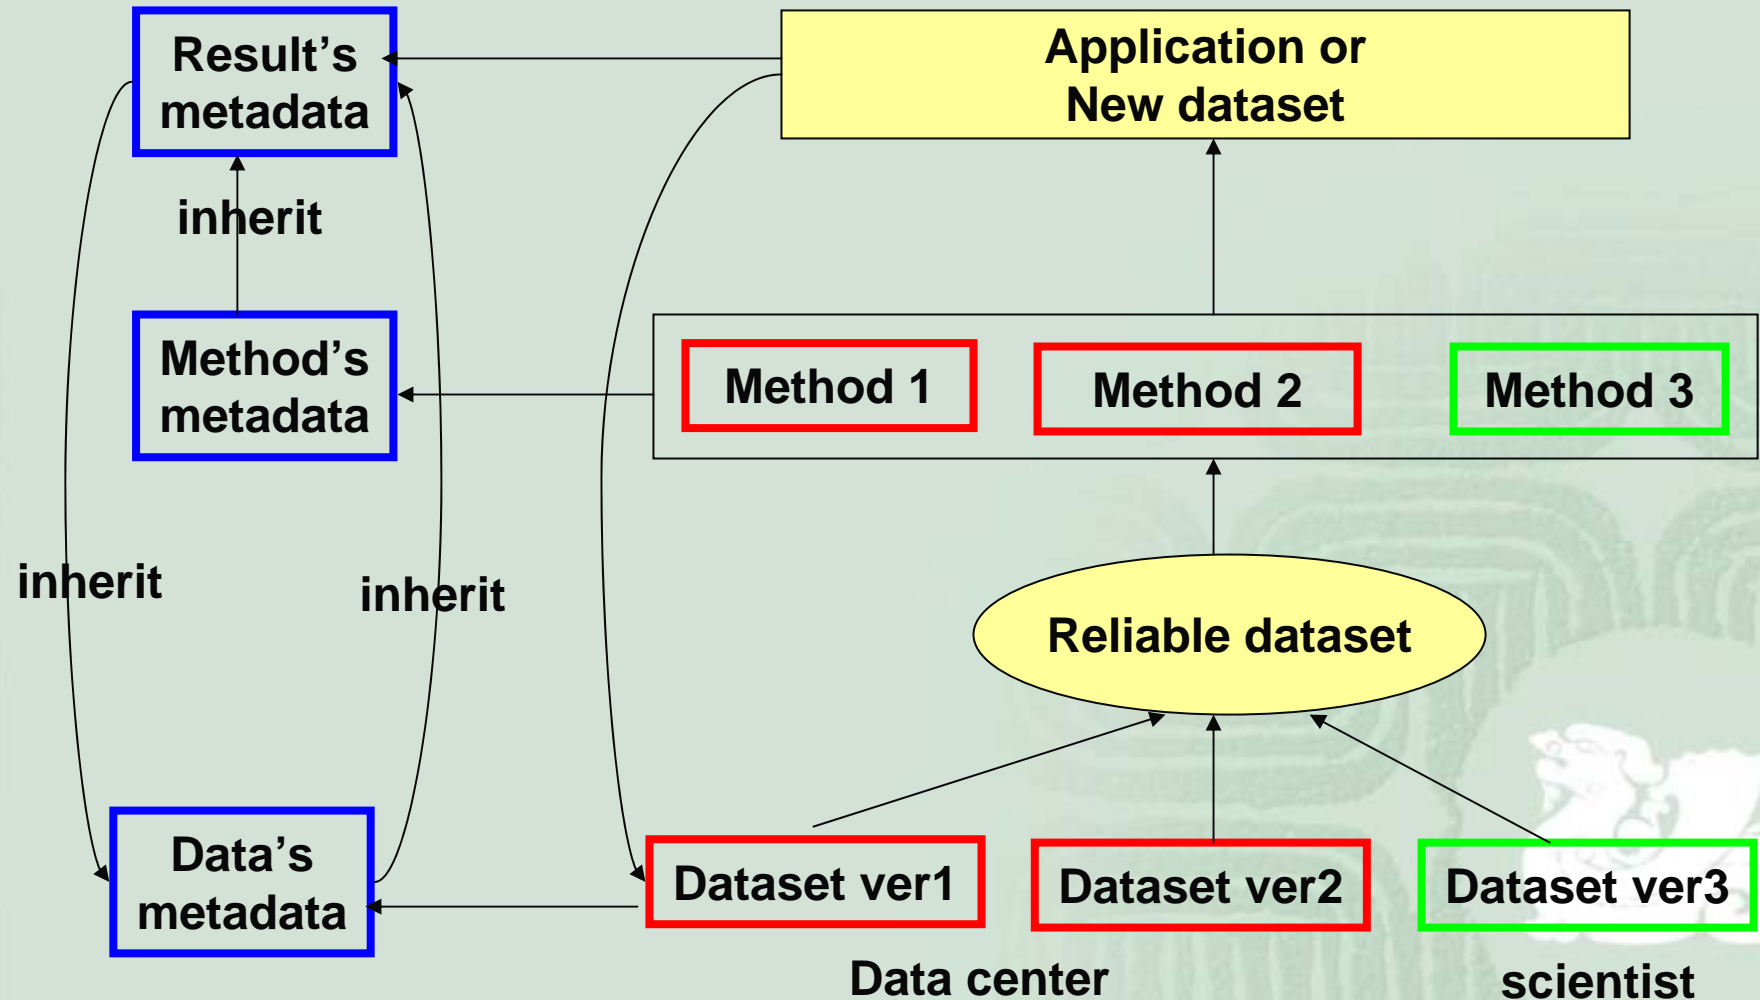 Result's
metadata
Application or
New dataset
inherit
Method's
metadata
Method 1
Method 2
Method 3
inherit
inherit
Reliable dataset
Data's
metadata
Dataset ver1
Dataset ver2
Dataset ver3
Data center
scientist